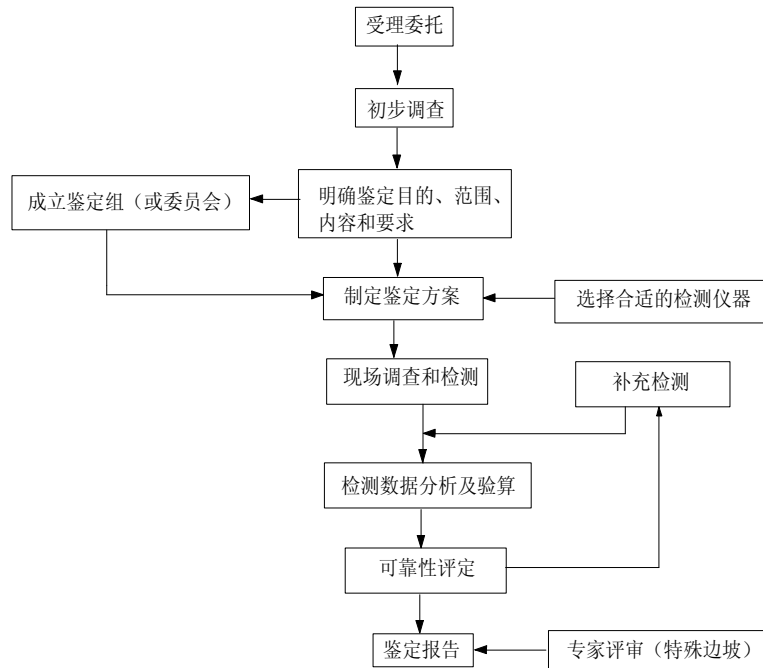 受理委托
初步调查
成立鉴定组（或委员会）
明确鉴定目的、范围、
内容和要求
制定鉴定方案
选择合适的检测仪器
现场调查和检测
补充检测
检测数据分析及验算
可靠性评定
鉴定报告
专家评审（特殊边坡）